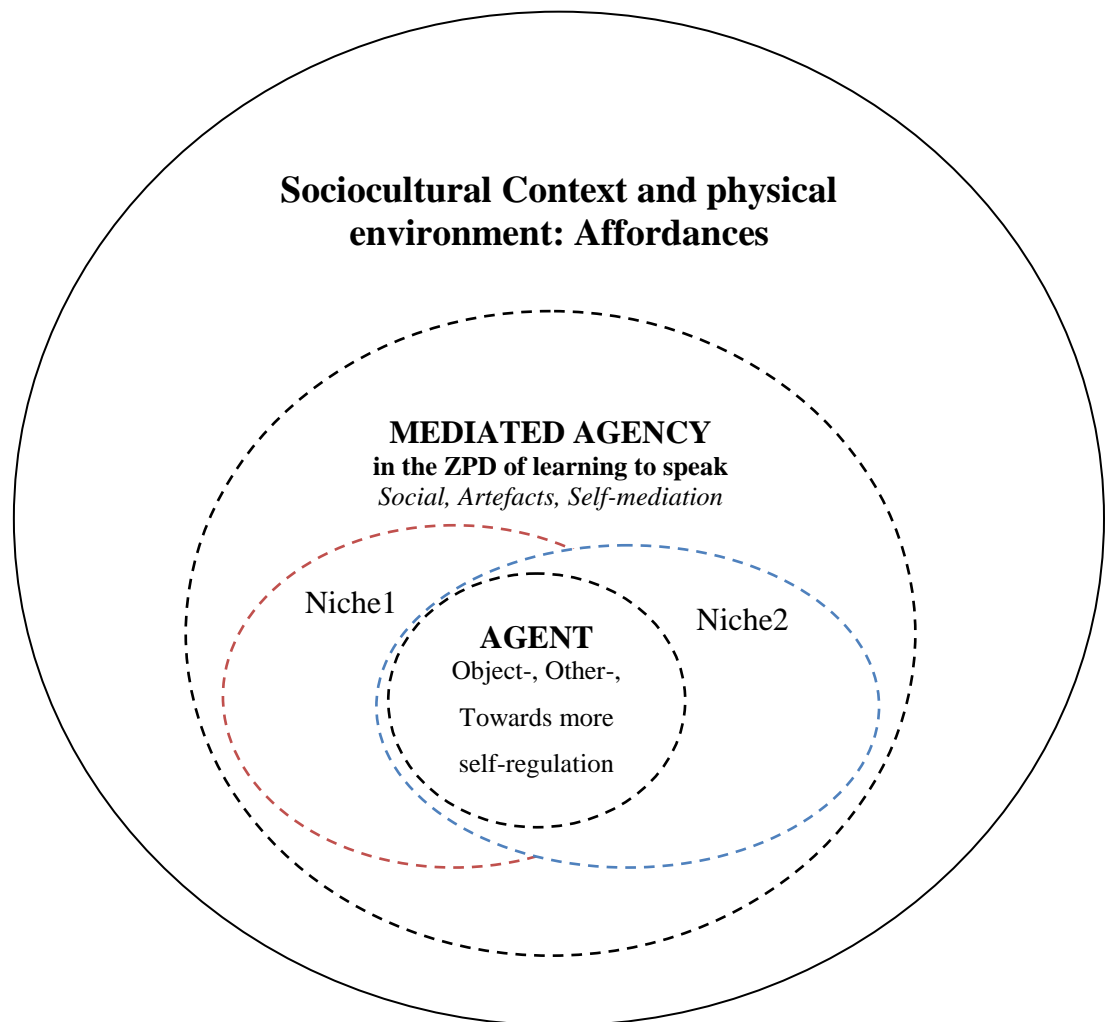 Sociocultural Context and physical
environment: Affordances
MEDIATED AGENCY
in the ZPD of learning to speak
Social, Artefacts, Self-mediation
Niche1
Niche2
AGENT
Object-, Other-,
Towards more
self-regulation